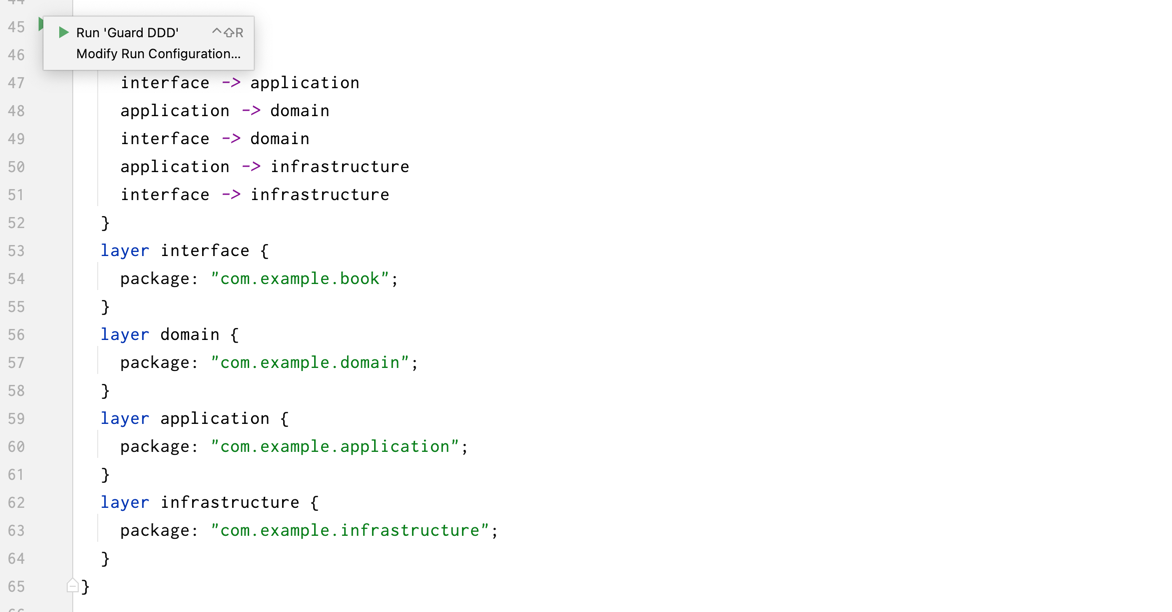 44
45
Run 'Guard DDD' ^⇧R
46
Modify Run Configuration...
47 interface -> application
48 application -> domain
49 interface -> domain
50 application -> infrastructure
51 interface -> infrastructure
52 }
53 layer interface {
54 package: "com.example.book";
55 }
56 layer domain {
57 package: "com.example.domain";
58 }
59 layer application {
60 package: "com.example.application";
61 }
62 layer infrastructure {
63 package: "com.example.infrastructure";
64 }
65 }
66